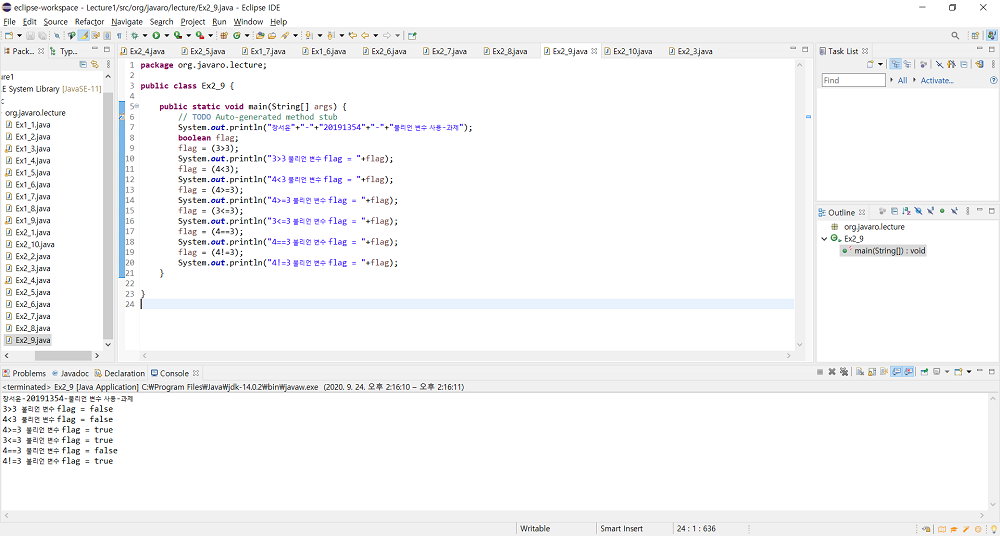 eclipse-workspace - Lecture1/src/org/javaro/lecture/Ex2_9.java - Eclipse IDE
File Edit Source Refactor Navigate Search Project Run Window Help
Pack... Typ...
Ex2_4.java Ex2_5.java Ex1_7.java Ex1_6.java Ex2_6.java Ex2_7.java Ex2_8.java Ex2_9.java Ex2_10.java Ex2_3.java
Task List
ure1
E System Library [JavaSE-11]
c
org.javaro.lecture
Ex1_1.java
Ex1_2.java
Ex1_3.java
Ex1_4.java
Ex1_5.java
Ex1_6.java
Ex1_7.java
Ex1_8.java
Ex1_9.java
Ex2_1.java
Ex2_10.java
Ex2_2.java
Ex2_3.java
Ex2_4.java
Ex2_5.java
Ex2_6.java
Ex2_7.java
Ex2_8.java
Ex2_9.java
1 package org.javaro.lecture;
2
3 public class Ex2_9 {
4
5 public static void main(String[] args) {
6 // TODO Auto-generated method stub
7 System.out.println("장서윤"+"-"+"20191354"+"-"+"불리언 변수 사용-과제");
8 boolean flag;
9 flag = (3>3);
10 System.out.println("3>3 불리언 변수 flag = "+flag);
11 flag = (4<3);
12 System.out.println("4<3 불리언 변수 flag = "+flag);
13 flag = (4>=3);
14 System.out.println("4>=3 불리언 변수 flag = "+flag);
15 flag = (3<=3);
16 System.out.println("3<=3 불리언 변수 flag = "+flag);
17 flag = (4==3);
18 System.out.println("4==3 불리언 변수 flag = "+flag);
19 flag = (4!=3);
20 System.out.println("4!=3 불리언 변수 flag = "+flag);
21 }
22
23 }
24
Find All Activate...
Outline
org.javaro.lecture
Ex2_9
main(String[]) : void
Problems Javadoc Declaration Console
<terminated> Ex2_9 [Java Application] C:₩Program Files₩Java₩jdk-14.0.2₩bin₩javaw.exe (2020. 9. 24. 오후 2:16:10 – 오후 2:16:11)
장서윤-20191354-불리언 변수 사용-과제
3>3 불리언 변수 flag = false
4<3 불리언 변수 flag = false
4>=3 불리언 변수 flag = true
3<=3 불리언 변수 flag = true
4==3 불리언 변수 flag = false
4!=3 불리언 변수 flag = true
Writable Smart Insert 24 : 1 : 636